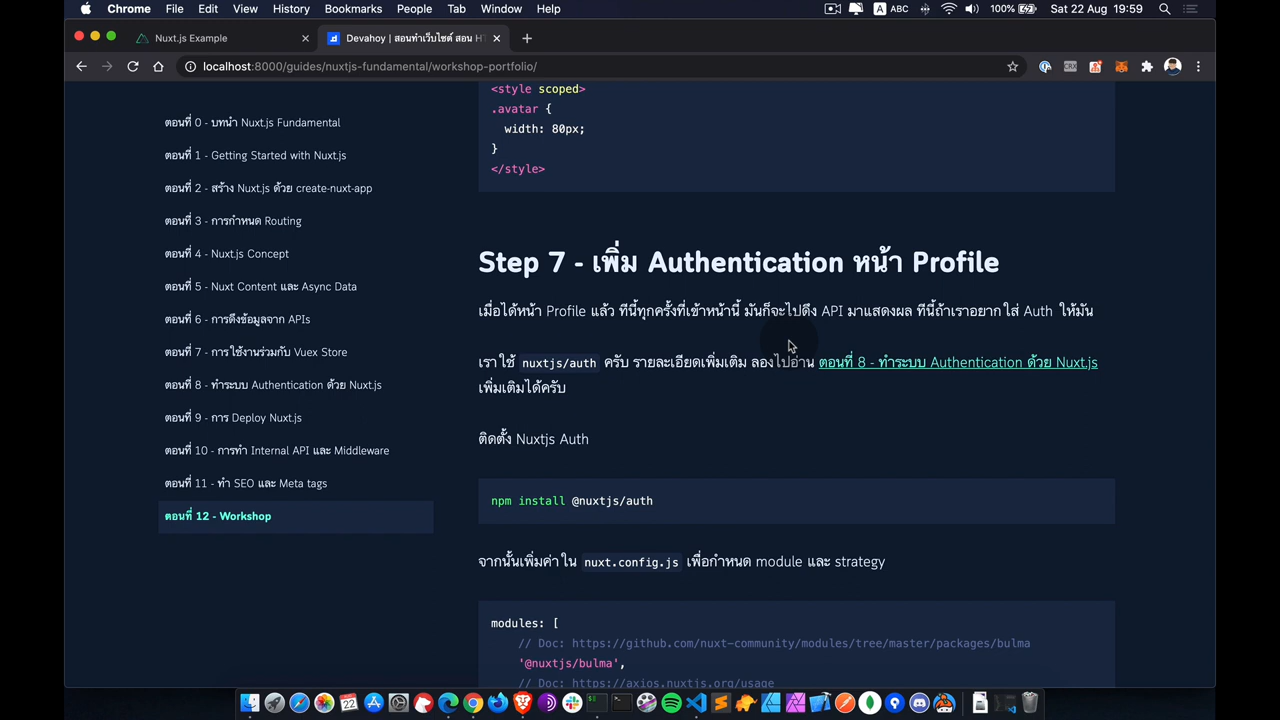 Chrome File Edit View History Bookmarks People Tab Window Help A ABC 100% Sat 22 Aug 19:59
Nuxt.js Example
Devahoy | สอนทำเว็บไซต์ สอน HT
localhost:8000/guides/nuxtjs-fundamental/workshop-portfolio/
CRX
ตอนที่ 0 - บทนำ Nuxt.js Fundamental
ตอนที่ 1 - Getting Started with Nuxt.js
ตอนที่ 2 - สร้าง Nuxt.js ด้วย create-nuxt-app
ตอนที่ 3 - การกำหนด Routing
ตอนที่ 4 - Nuxt.js Concept
ตอนที่ 5 - Nuxt Content และ Async Data
ตอนที่ 6 - การดึงข้อมูลจาก APIs
ตอนที่ 7 - การใช้งานร่วมกับ Vuex Store
ตอนที่ 8 - ทำระบบ Authentication ด้วย Nuxt.js
ตอนที่ 9 - การ Deploy Nuxt.js
ตอนที่ 10 - การทำ Internal API และ Middleware
ตอนที่ 11 - ทำ SEO และ Meta tags
ตอนที่ 12 - Workshop
<style scoped>
.avatar {
width: 80px;
}
</style>
Step 7 - เพิ่ม Authentication หน้า Profile
เมื่อได้หน้า Profile แล้ว ทีนี้ทุกครั้งที่เข้าหน้านี้ มันก็จะไปดึง API มาแสดงผล ทีนี้ถ้าเราอยากใส่ Auth ให้มัน
เราใช้ nuxtjs/auth ครับ รายละเอียดเพิ่มเติม ลองไปอ่าน ตอนที่ 8 - ทำระบบ Authentication ด้วย Nuxt.js
เพิ่มเติมได้ครับ
ติดตั้ง Nuxtjs Auth
npm install @nuxtjs/auth
จากนั้นเพิ่มค่าใน nuxt.config.js เพื่อกำหนด module และ strategy
modules: [
// Doc: https://github.com/nuxt-community/modules/tree/master/packages/bulma
'@nuxtjs/bulma',
// Doc: https://axios.nuxtjs.org/usage